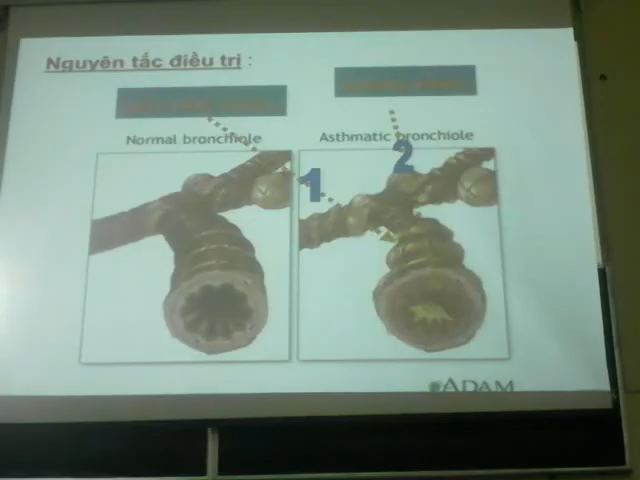 Nguyên tắc điều trị :
Normal bronchiole
Asthmatic bronchiole
1
2
ADAM